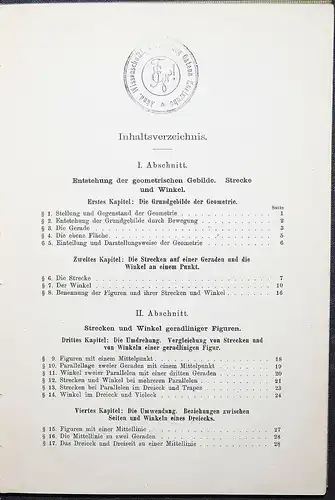 Inhaltsverzeichnis.
I. Abschnitt.
Entstehung der geometrischen Gebilde. Strecke
und Winkel.
Erstes Kapitel: Die Grundgebilde der Geometrie.
Seite
§ 1. Stellung und Gegenstand der Geometrie 1
§ 2. Entstehung der Grundgebilde durch Bewegung 2
§ 3. Die Gerade 3
§ 4. Die ebene Fläche 5
§ 5. Einteilung und Darstellungsweise der Geometrie 6
Zweites Kapitel: Die Strecken auf einer Geraden und die
Winkel an einem Punkt.
§ 6. Die Strecke 7
§ 7. Der Winkel 10
§ 8. Benennung der Figuren und ihrer Strecken und Winkel 16
II. Abschnitt.
Strecken und Winkel geradliniger Figuren.
Drittes Kapitel: Die Umdrehung. Vergleichung von Strecken und
von Winkeln einer geradlinigen Figur.
§ 9. Figuren mit einem Mittelpunkt 18
§ 10. Parallellage zweier Geraden mit einem Mittelpunkt 19
§ 11. Winkel zweier Parallelen mit einer dritten Geraden 20
§ 12. Strecken und Winkel bei mehreren Parallelen 21
§ 13. Strecken bei Parallelen im Dreieck und Trapez 23
§ 14. Winkel im Dreieck und Vieleck 24
Viertes Kapitel: Die Umwendung. Beziehungen zwischen
Seiten und Winkeln eines Dreiecks.
§ 15. Figuren mit einer Mittellinie 27
§ 16. Die Mittellinie zu zwei Geraden 28
§ 17. Das Dreieck und Dreiseit zu einer Mittellinie 28